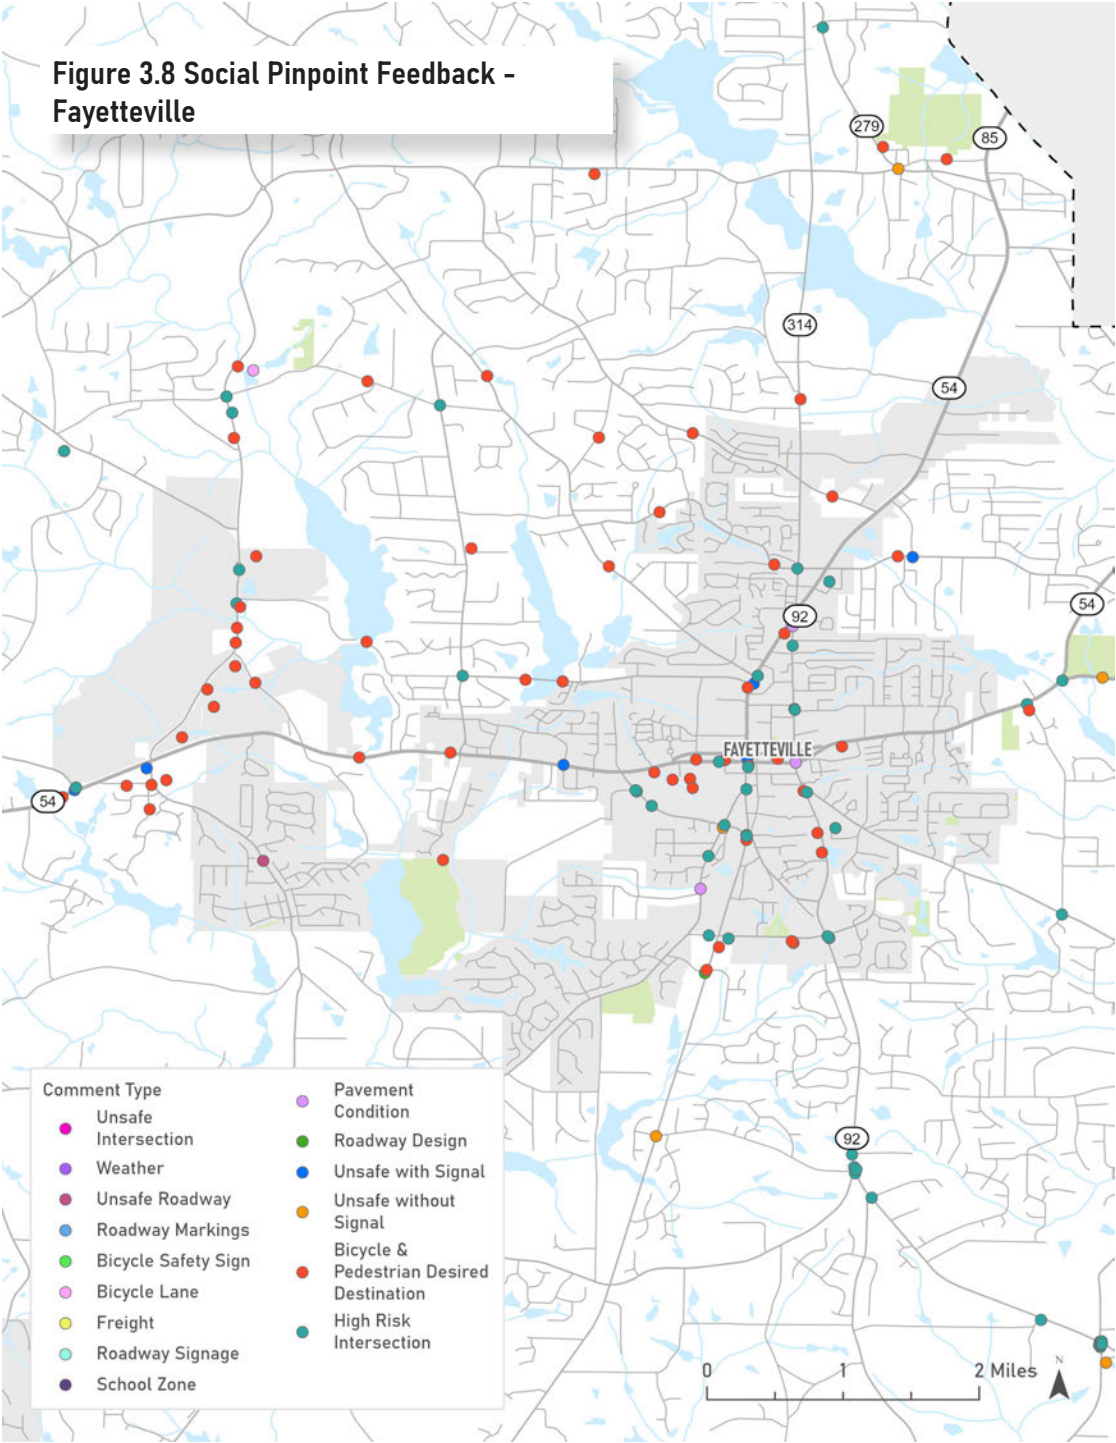 Figure 3.8 Social Pinpoint Feedback -
Fayetteville
279
85
314
54
54
92
FAYETTEVILLE
54
92
Comment Type
Unsafe
Intersection
Weather
Unsafe Roadway
Roadway Markings
Bicycle Safety Sign
Bicycle Lane
Freight
Roadway Signage
School Zone
Pavement
Condition
Roadway Design
Unsafe with Signal
Unsafe without
Signal
Bicycle &
Pedestrian Desired
Destination
High Risk
Intersection
0 1 2 Miles
N